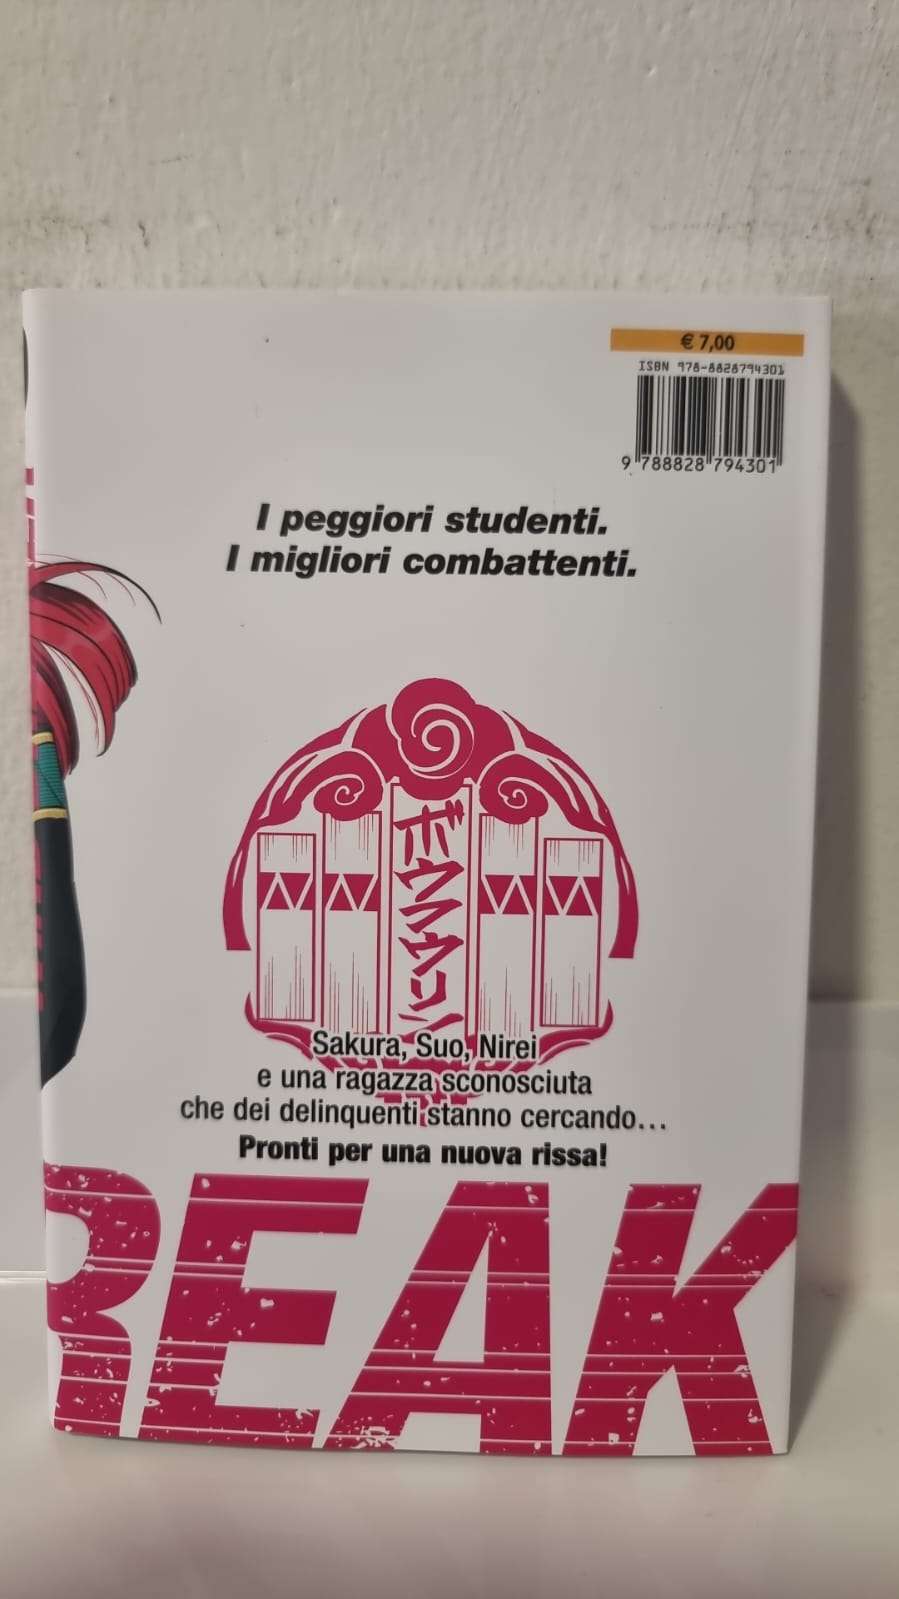 € 7,00
ISBN 978-8828794301
9 788828 794301
I peggiori studenti.
I migliori combattenti.
ボウフウリン
Sakura, Suo, Nirei
e una ragazza sconosciuta
che dei delinquenti stanno cercando...
Pronti per una nuova rissa!
REAK